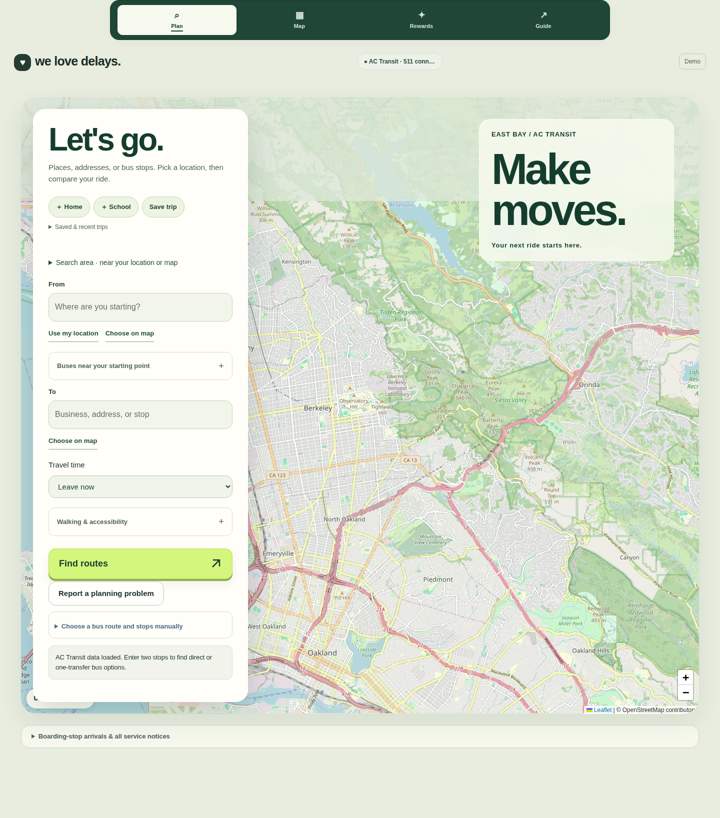 Plan
Map
Rewards
Guide
we love delays.
● AC Transit · 511 conn...
Demo
Let's go.
Places, addresses, or bus stops. Pick a location, then
compare your ride.
+ Home
+ School
Save trip
▶ Saved & recent trips
▶ Search area · near your location or map
From
Where are you starting?
Use my location
Choose on map
Buses near your starting point +
To
Business, address, or stop
Choose on map
Travel time
Leave now
Walking & accessibility +
Find routes
Report a planning problem
▶ Choose a bus route and stops manually
AC Transit data loaded. Enter two stops to find direct or
one-transfer bus options.
EAST BAY / AC TRANSIT
Make
moves.
Your next ride starts here.
Kensington
Orinda
Berkeley
CA 13
CA 123
North Oakland
Emeryville
Piedmont
Canyon
West Oakland
Oakland
Oakland Hills
+
−
Leaflet | © OpenStreetMap contributor
▶ Boarding-stop arrivals & all service notices